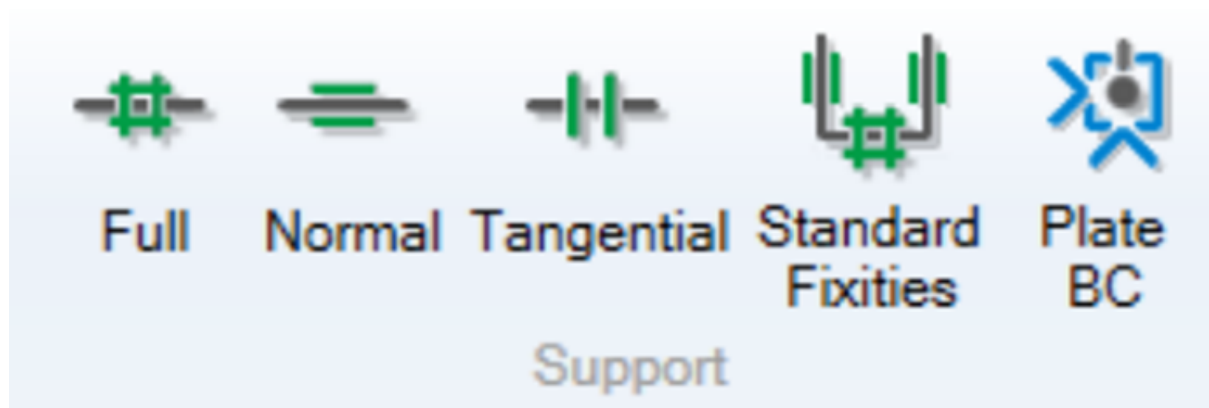 Full
Normal
Tangential
Standard
Fixities
Plate
BC
Support